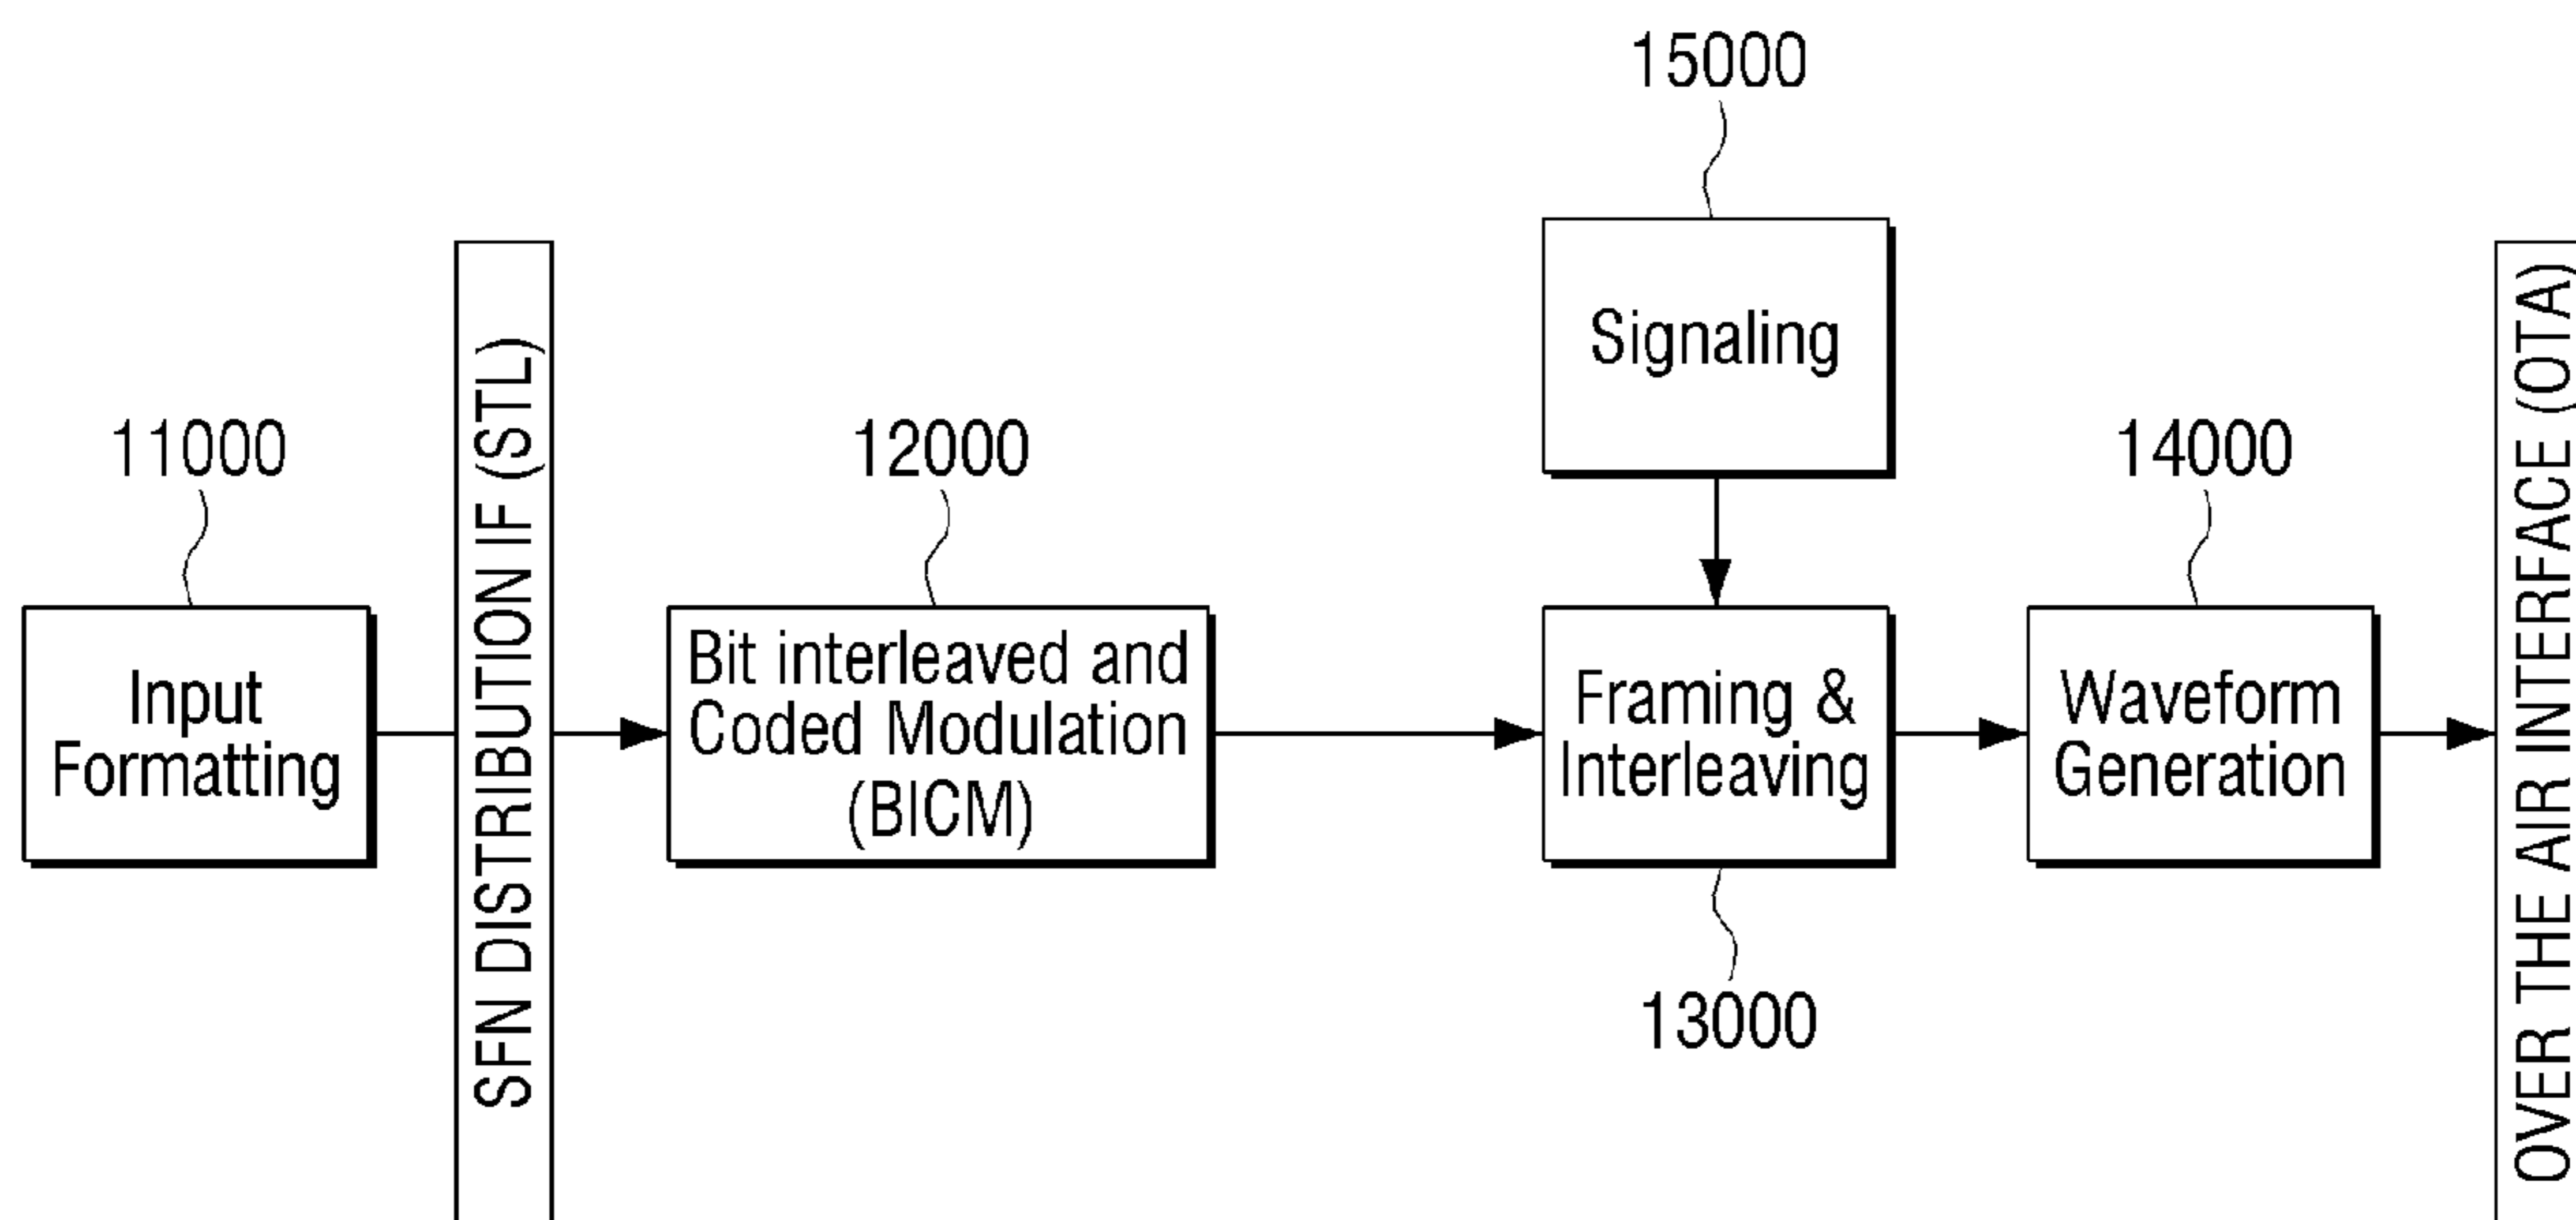 15000
Signaling
11000
12000
14000
Input
Formatting
SFN DISTRIBUTION IF (STL)
Bit interleaved and
Coded Modulation
(BICM)
Framing &
Interleaving
Waveform
Generation
OVER THE AIR INTERFACE (OTA)
13000